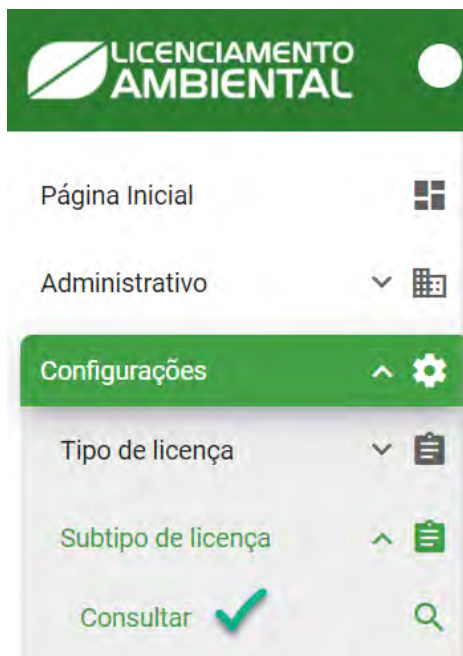 LICENCIAMENTO
AMBIENTAL
Página Inicial
Administrativo
Configurações
Tipo de licença
Subtipo de licença
Consultar